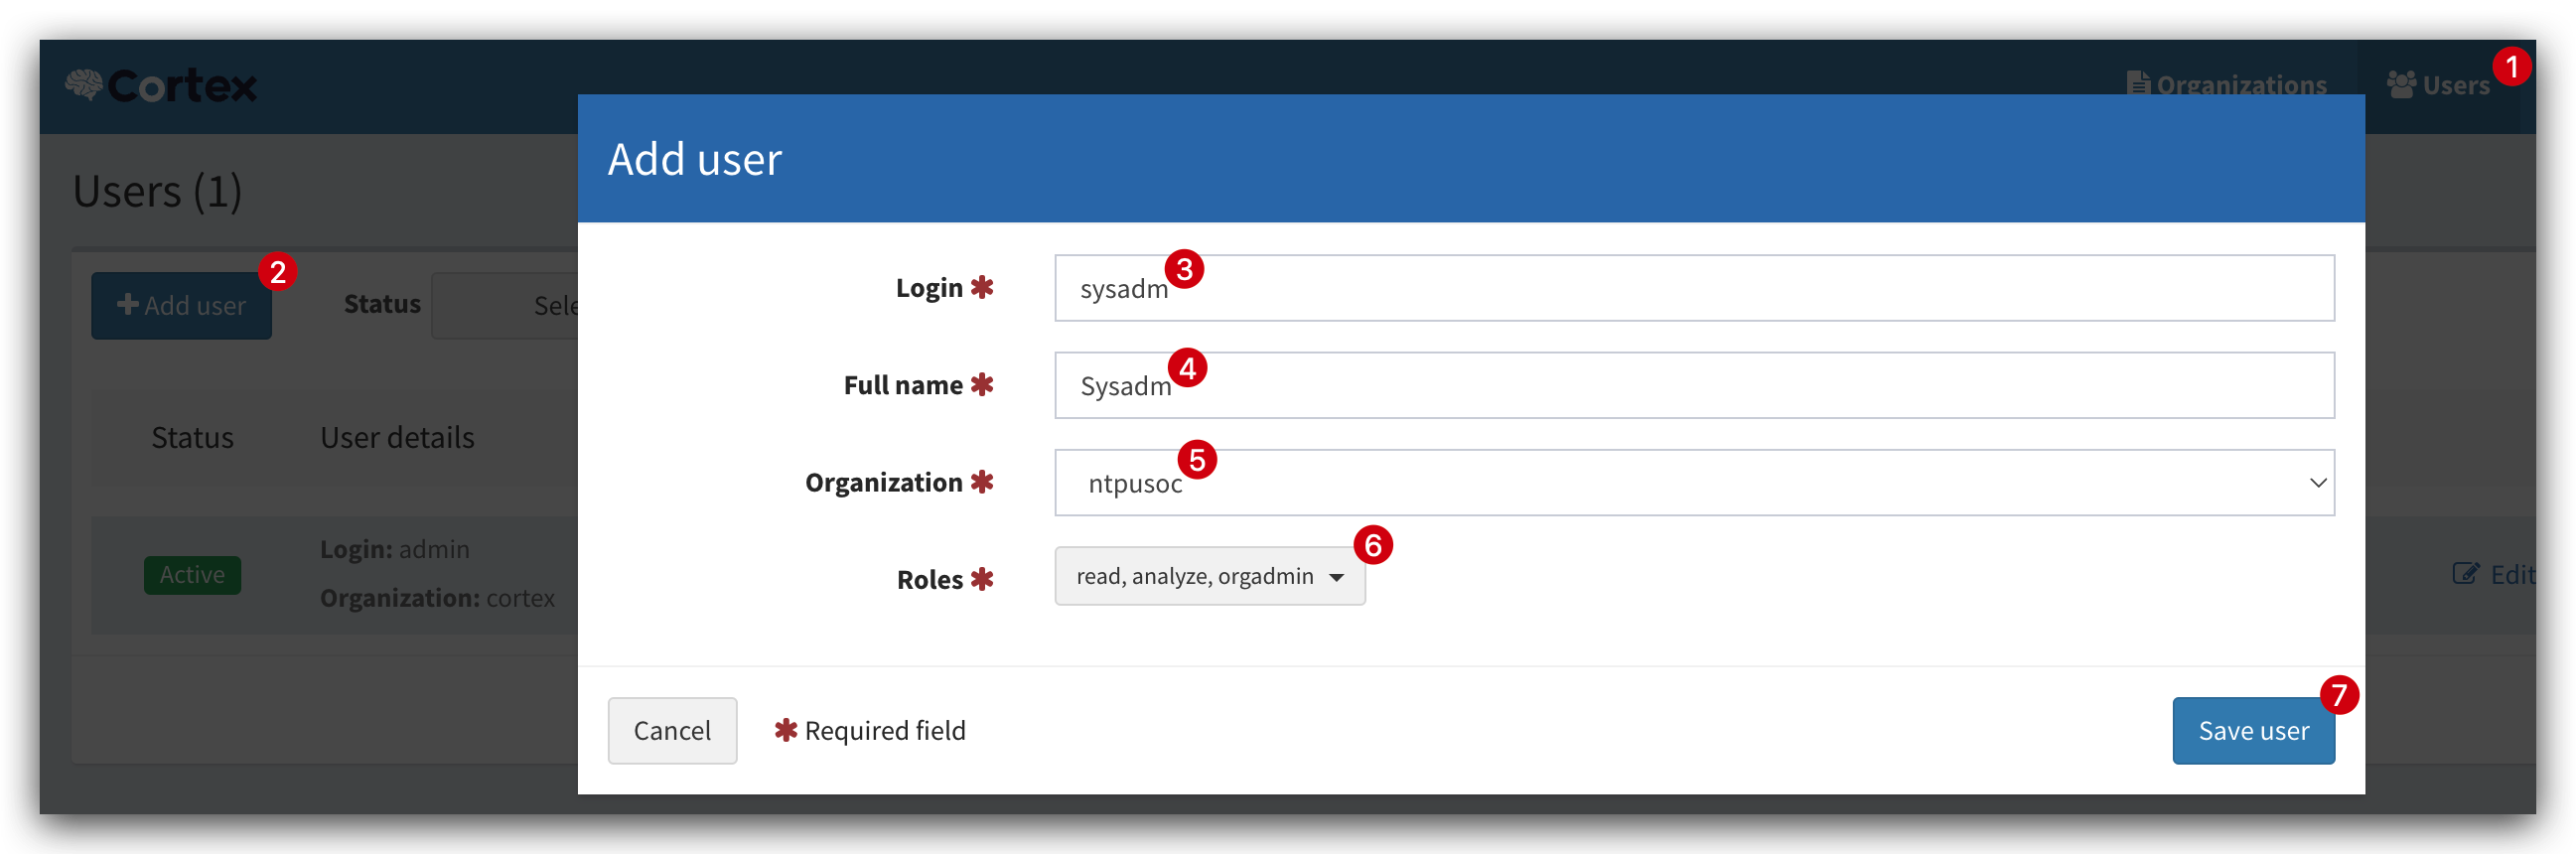 Cortex
Organizations
Users
1
Add user
Users (1)
2
Add user
Status
Sele
Login *
sysadm
3
Full name *
Sysadm
4
Status
User details
Organization *
ntpusoc
5
Active
Login: admin
Organization: cortex
Roles *
read, analyze, orgadmin
6
Edit
Cancel
* Required field
Save user
7